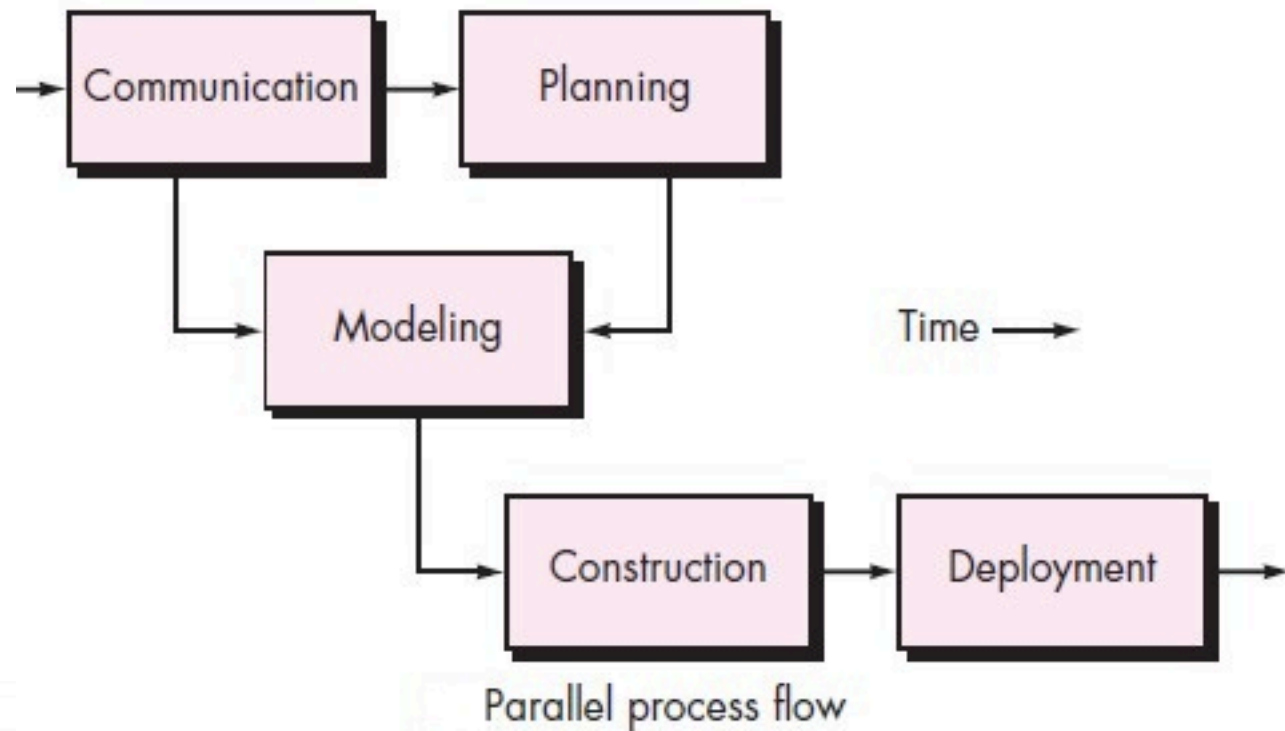 Communication
Planning
Modeling
Time
Construction
Deployment
Parallel process flow